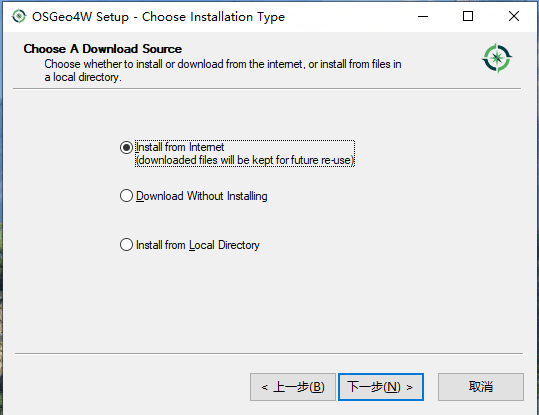 OSGeo4W Setup - Choose Installation Type
Choose A Download Source
Choose whether to install or download from the internet, or install from files in
a local directory.
Install from Internet
(downloaded files will be kept for future re-use)
Download Without Installing
Install from Local Directory
< 上一步(B)
下一步(N) >
取消